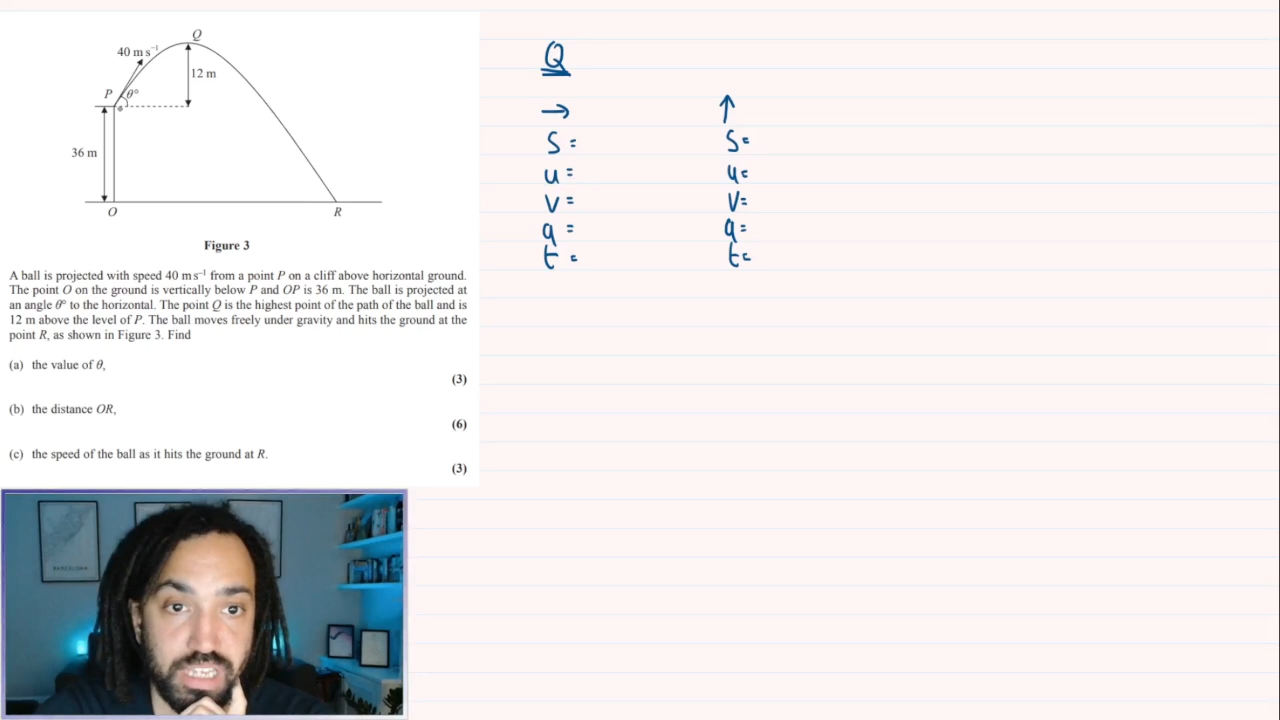 Q
40 m s⁻¹
12 m
P
θ°
36 m
O
R
Figure 3
A ball is projected with speed 40 m s⁻¹ from a point P on a cliff above horizontal ground.
The point O on the ground is vertically below P and OP is 36 m. The ball is projected at
an angle θ° to the horizontal. The point Q is the highest point of the path of the ball and is
12 m above the level of P. The ball moves freely under gravity and hits the ground at the
point R, as shown in Figure 3. Find
(a) the value of θ,
(3)
(b) the distance OR,
(6)
(c) the speed of the ball as it hits the ground at R.
(3)
Q
→
S =
u =
v =
a =
t =
↑
S =
u =
v =
a =
t =
BARCELONA